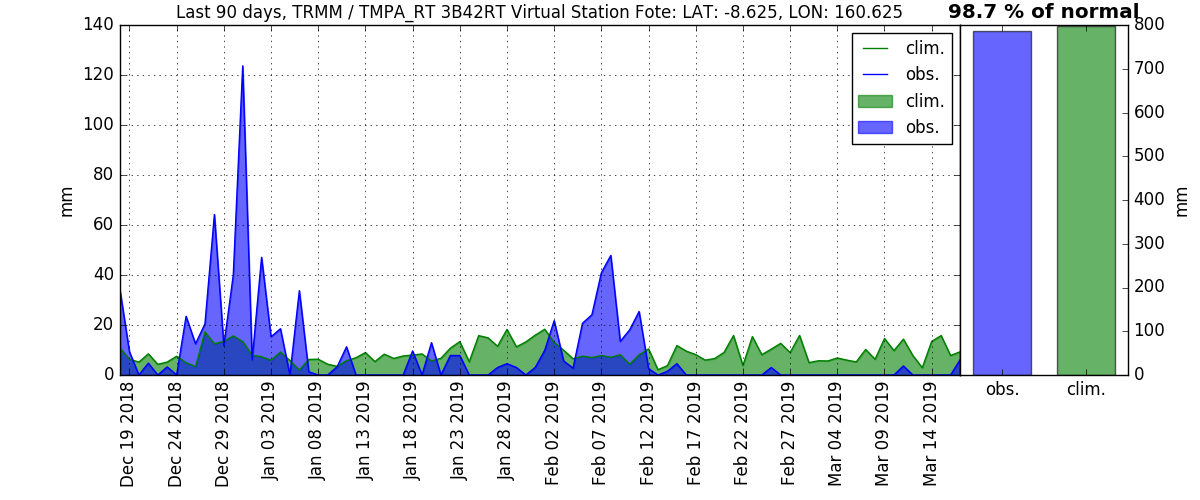 Last 90 days, TRMM / TMPA_RT 3B42RT Virtual Station Fote: LAT: -8.625, LON: 160.625
98.7 % of normal
140
120
100
80
60
40
20
0
mm
clim.
obs.
clim.
obs.
800
700
600
500
400
300
200
100
0
mm
obs.
clim.
Dec 19 2018
Dec 24 2018
Dec 29 2018
Jan 03 2019
Jan 08 2019
Jan 13 2019
Jan 18 2019
Jan 23 2019
Jan 28 2019
Feb 02 2019
Feb 07 2019
Feb 12 2019
Feb 17 2019
Feb 22 2019
Feb 27 2019
Mar 04 2019
Mar 09 2019
Mar 14 2019